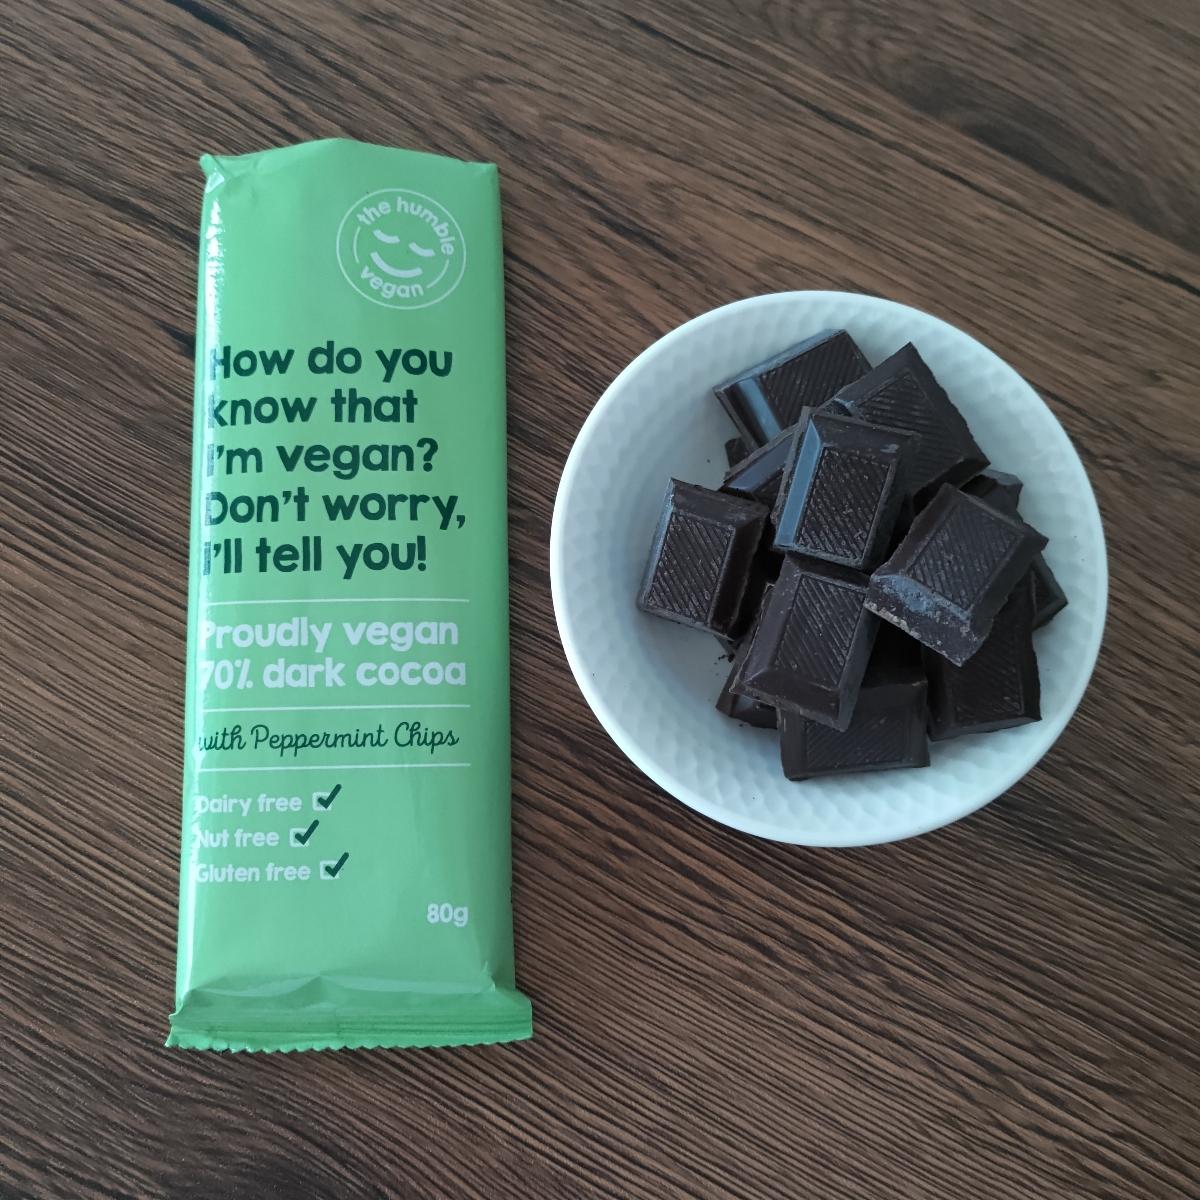 the humble
vegan
How do you
know that
I'm vegan?
Don't worry,
I'll tell you!
Proudly vegan
70% dark cocoa
with Peppermint Chips
Dairy free
Nut free
Gluten free
80g